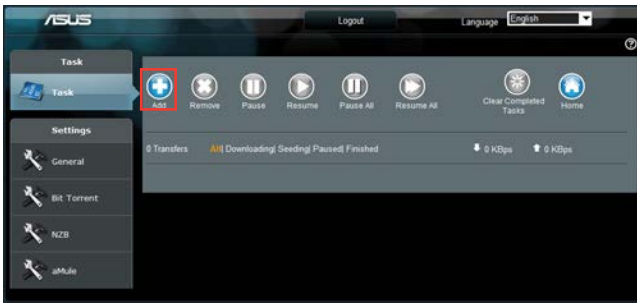 ASUS
Logout
Language English
?
Task
Task
Add Remove Pause Resume Pause All Resume All Clear Completed Tasks Home
Settings
0 Transfers All| Downloading| Seeding| Paused| Finished 0 KBps 0 KBps
General
Bit Torrent
NZB
aMule